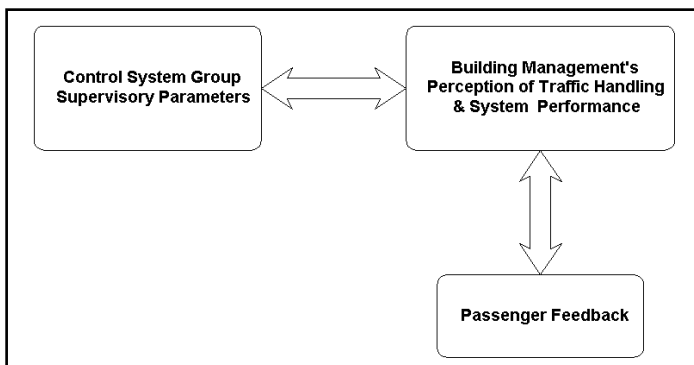 Control System Group
Supervisory Parameters
Building Management's
Perception of Traffic Handling
& System Performance
Passenger Feedback